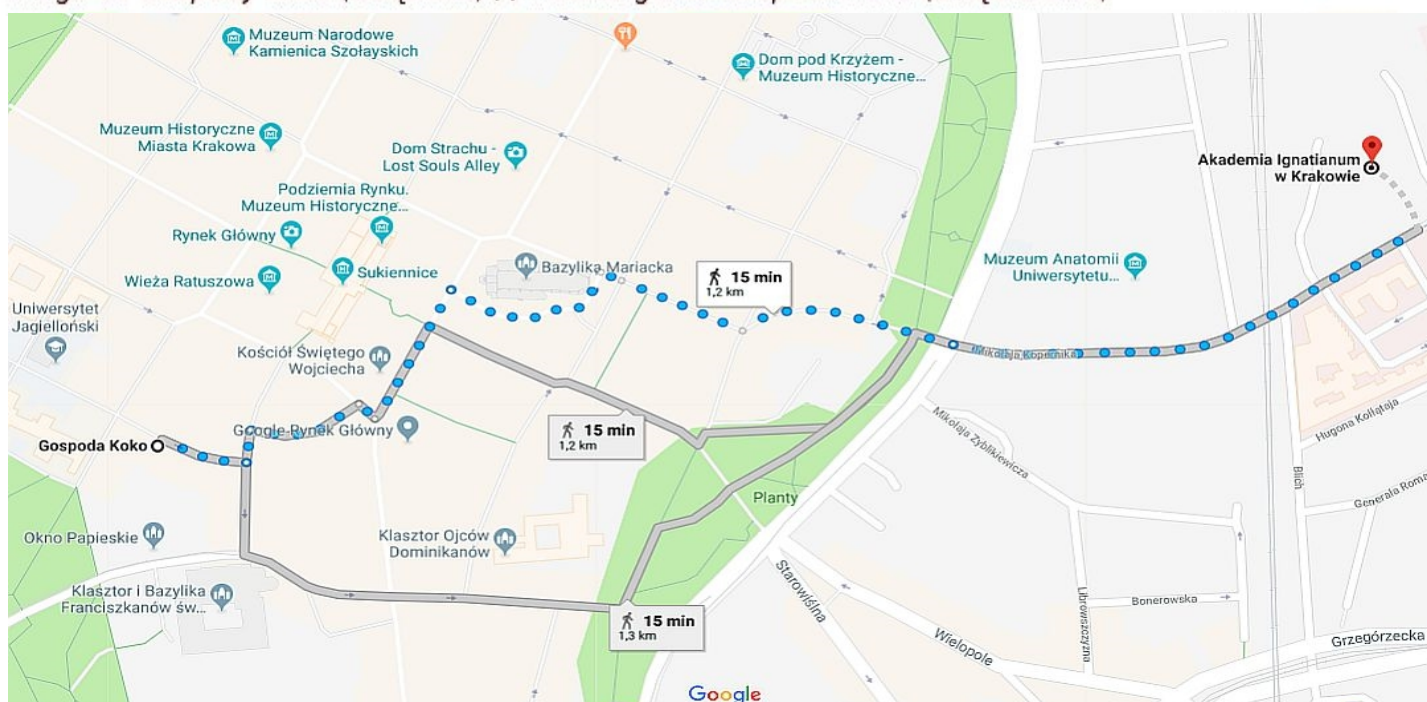 Muzeum Narodowe
Kamienica Szołayskich
Dom pod Krzyżem -
Muzeum Historyczne...
Muzeum Historyczne
Miasta Krakowa
Dom Strachu -
Lost Souls Alley
Akademia Ignatianum
w Krakowie
Podziemia Rynku.
Muzeum Historyczne...
Rynek Główny
Sukiennice
Bazylika Mariacka
15 min
1,2 km
Muzeum Anatomii
Uniwersytetu...
Wieża Ratuszowa
Uniwersytet
Jagielloński
Kościół Świętego
Wojciecha
Mikołaja Kopernika
Google Rynek Główny
15 min
1,2 km
Gospoda Koko
Mikołaja Zyblikiewicza
Hugona Kołłątaja
Blich
Generała Roma
Planty
Okno Papieskie
Klasztor Ojców
Dominikanów
Klasztor i Bazylika
Franciszkanów św...
15 min
1,3 km
Starowiślna
Wielopole
Librowszczyzna
Bonerowska
Grzegórzecka
Google